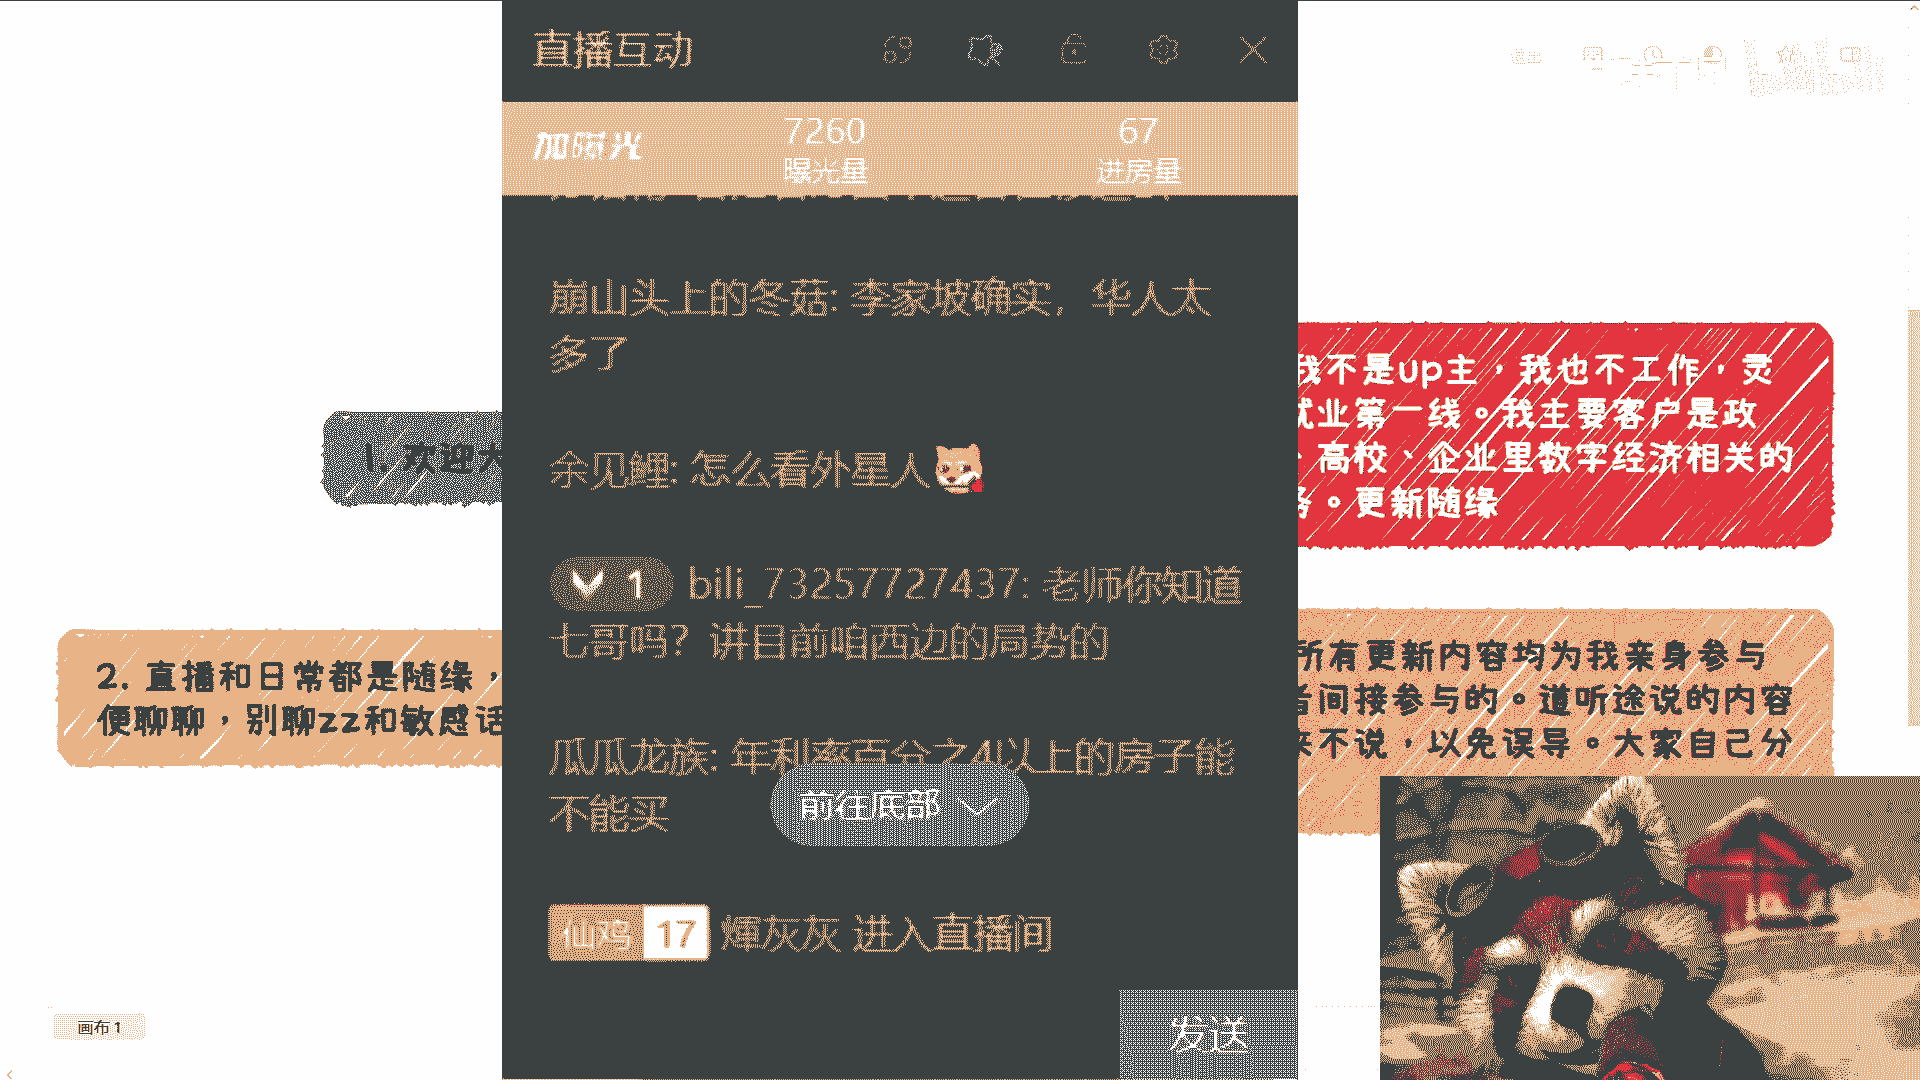 直播互动
69
加曝光
7260
曝光量
67
进房量
崩山头上的冬菇: 李家坡确实，华人太
多了
余见鲤: 怎么看外星人
1 bili_73257727437: 老师你知道
七哥吗？讲目前咱西边的局势的
瓜瓜龙族: 年利率百分之4以上的房子能
不能买
前往底部
仙鸡 17 煇灰灰 进入直播间
发送
1. 欢迎大
2. 直播和日常都是随缘，
便聊聊，别聊zz和敏感话
我不是up主，我也不工作，灵
就业第一线。我主要客户是政
、高校、企业里数字经济相关的
务。更新随缘
所有更新内容均为我亲身参与
者间接参与的。道听途说的内容
来不说，以免误导。大家自己分
画布 1